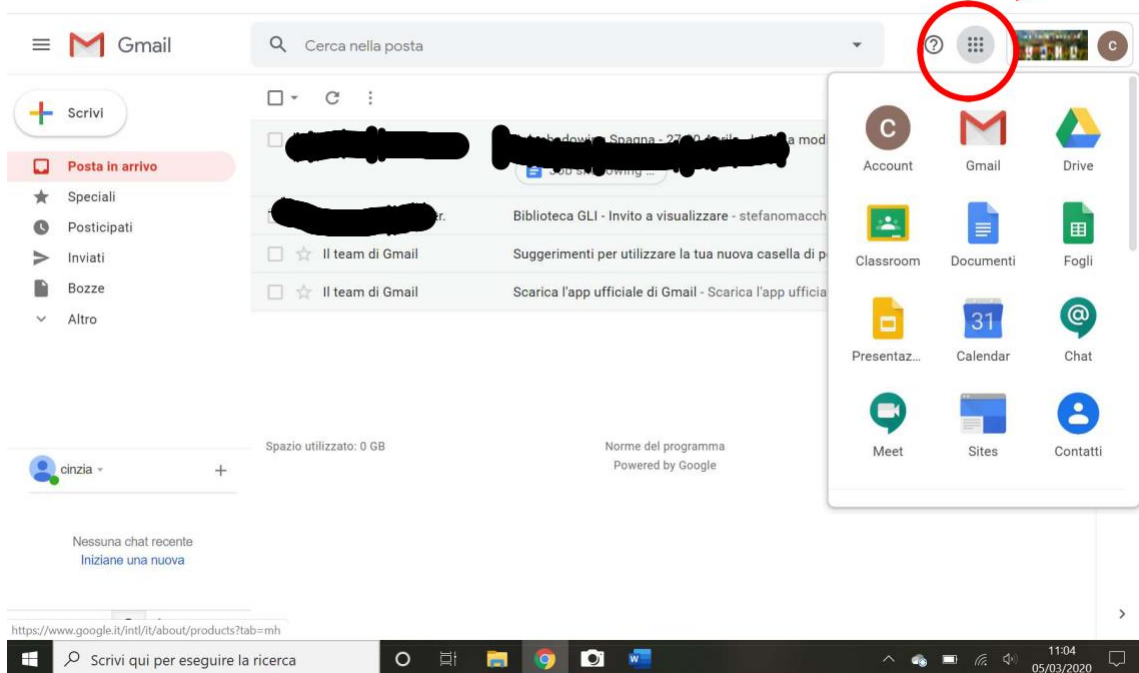 Gmail
Cerca nella posta
C
Scrivi
Posta in arrivo
Speciali
Posticipati
Inviati
Bozze
Altro
Spagna - 27
a mod
Biblioteca GLI - Invito a visualizzare - stefanomacch
Il team di Gmail
Suggerimenti per utilizzare la tua nuova casella di p
Il team di Gmail
Scarica l'app ufficiale di Gmail - Scarica l'app ufficia
C
Account
Gmail
Drive
Classroom
Documenti
Fogli
31
Presentaz...
Calendar
Chat
Meet
Sites
Contatti
Spazio utilizzato: 0 GB
Norme del programma
Powered by Google
cinzia
Nessuna chat recente
Iniziane una nuova
https://www.google.it/intl/it/about/products?tab=mh
Scrivi qui per eseguire la ricerca
11:04
05/03/2020